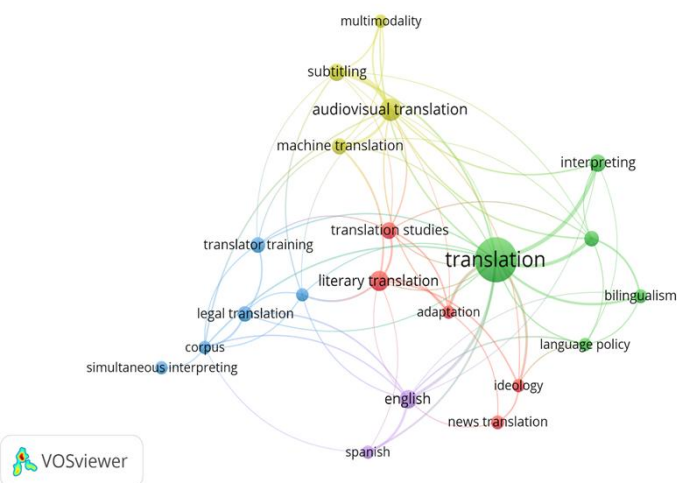 multimodality
subtitling
audiovisual translation
machine translation
interpreting
translation studies
translator training
translation
literary translation
bilingualism
legal translation
adaptation
corpus
language policy
simultaneous interpreting
ideology
english
news translation
spanish
VOSviewer